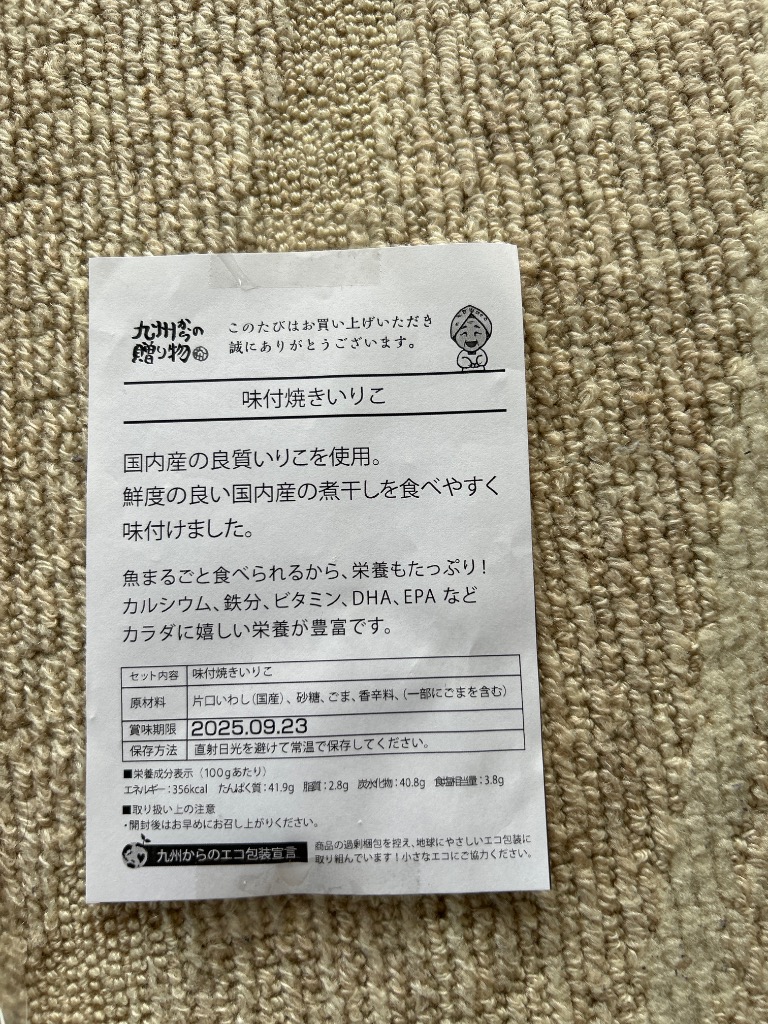 九州からの
贈り物
このたびはお買い上げいただき
誠にありがとうございます。
味付焼きいりこ
国内産の良質いりこを使用。
鮮度の良い国内産の煮干しを食べやすく
味付けました。
魚まるごと食べられるから、栄養もたっぷり!
カルシウム、鉄分、ビタミン、DHA、EPA など
カラダに嬉しい栄養が豊富です。
セット内容 味付焼きいりこ
原材料 片口いわし(国産)、砂糖、ごま、香辛料、(一部にごまを含む)
賞味期限 2025.09.23
保存方法 直射日光を避けて常温で保存してください。
■栄養成分表示(100gあたり)
エネルギー:356kcal たんぱく質:41.9g 脂質:2.8g 炭水化物:40.8g 食塩相当量:3.8g
■取り扱い上の注意
・開封後はお早めにお召し上がりください。
九州からのエコ包装宣言
商品の過剰梱包を控え、地球にやさしいエコ包装に
取り組んでいます!小さなエコにご協力ください。